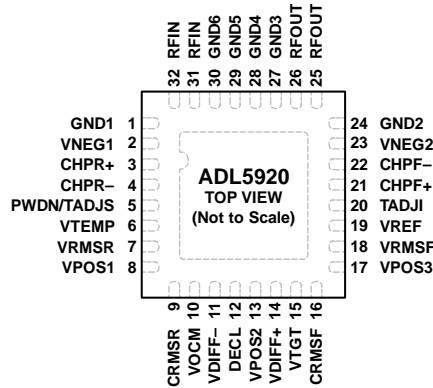 32 RFIN
31 RFIN
30 GND6
29 GND5
28 GND4
27 GND3
26 RFOUT
25 RFOUT
GND1 1
VNEG1 2
CHPR+ 3
CHPR– 4
PWDN/TADJS 5
VTEMP 6
VRMSR 7
VPOS1 8
ADL5920
TOP VIEW
(Not to Scale)
24 GND2
23 VNEG2
22 CHPF–
21 CHPF+
20 TADJI
19 VREF
18 VRMSF
17 VPOS3
CRMSR 9
VOCM 10
VDIFF– 11
DECL 12
VPOS2 13
VDIFF+ 14
VTGT 15
CRMSF 16